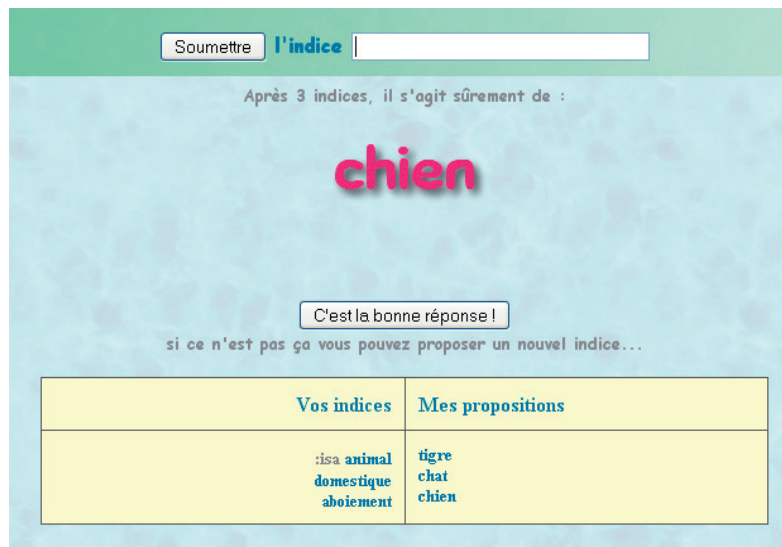 Soumettre l'indice
Après 3 indices, il s'agit sûrement de :
chien
C'est la bonne réponse !
si ce n'est pas ça vous pouvez proposer un nouvel indice...
Vos indices Mes propositions
:isa animal tigre
domestique chat
aboiement chien